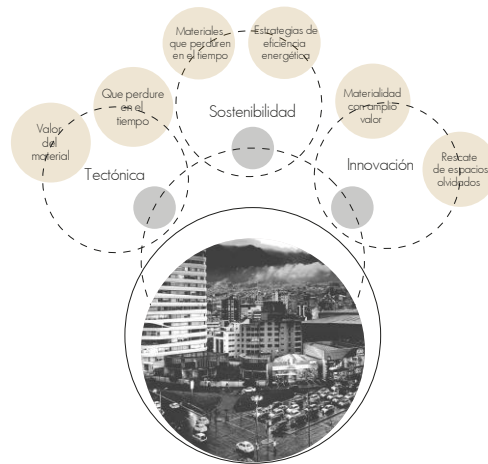 Materiales
que perduren
en el tiempo
Estrategias de
eficiencia
energética
Que perdure
en el
tiempo
Valor
del
material
Tectónica
Sostenibilidad
Materialidad
con amplio
valor
Innovación
Rescate
de espacios
olvidados